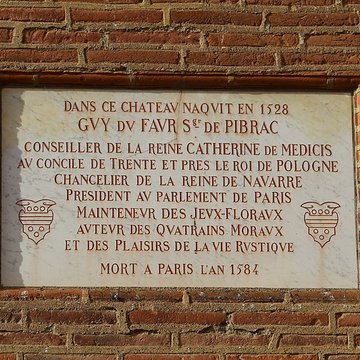 DANS CE CHATEAU NAQVIT EN 1528
GVY DV FAVR Sgr DE PIBRAC
CONSEILLER DE LA REINE CATHERINE DE MEDICIS
AV CONCILE DE TRENTE ET PRES LE ROI DE POLOGNE
CHANCELIER DE LA REINE DE NAVARRE
PRESIDENT AV PARLEMENT DE PARIS
MAINTENEVR DES JEVX-FLORAVX
AVTEVR DES QVATRAINS MORAVX
ET DES PLAISIRS DE LA VIE RVSTIQVE
MORT A PARIS L'AN 1584